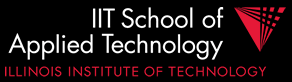 IIT School of
Applied Technology
ILLINOIS INSTITUTE OF TECHNOLOGY